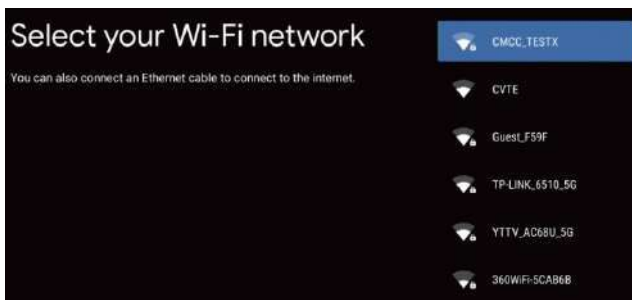 Select your Wi-Fi network
You can also connect an Ethernet cable to connect to the internet.
CMCC_TESTX
CVTE
Guest_F59F
TP-LINK_6510_5G
YTTV_AC68U_5G
360WiFi-5CAB6B